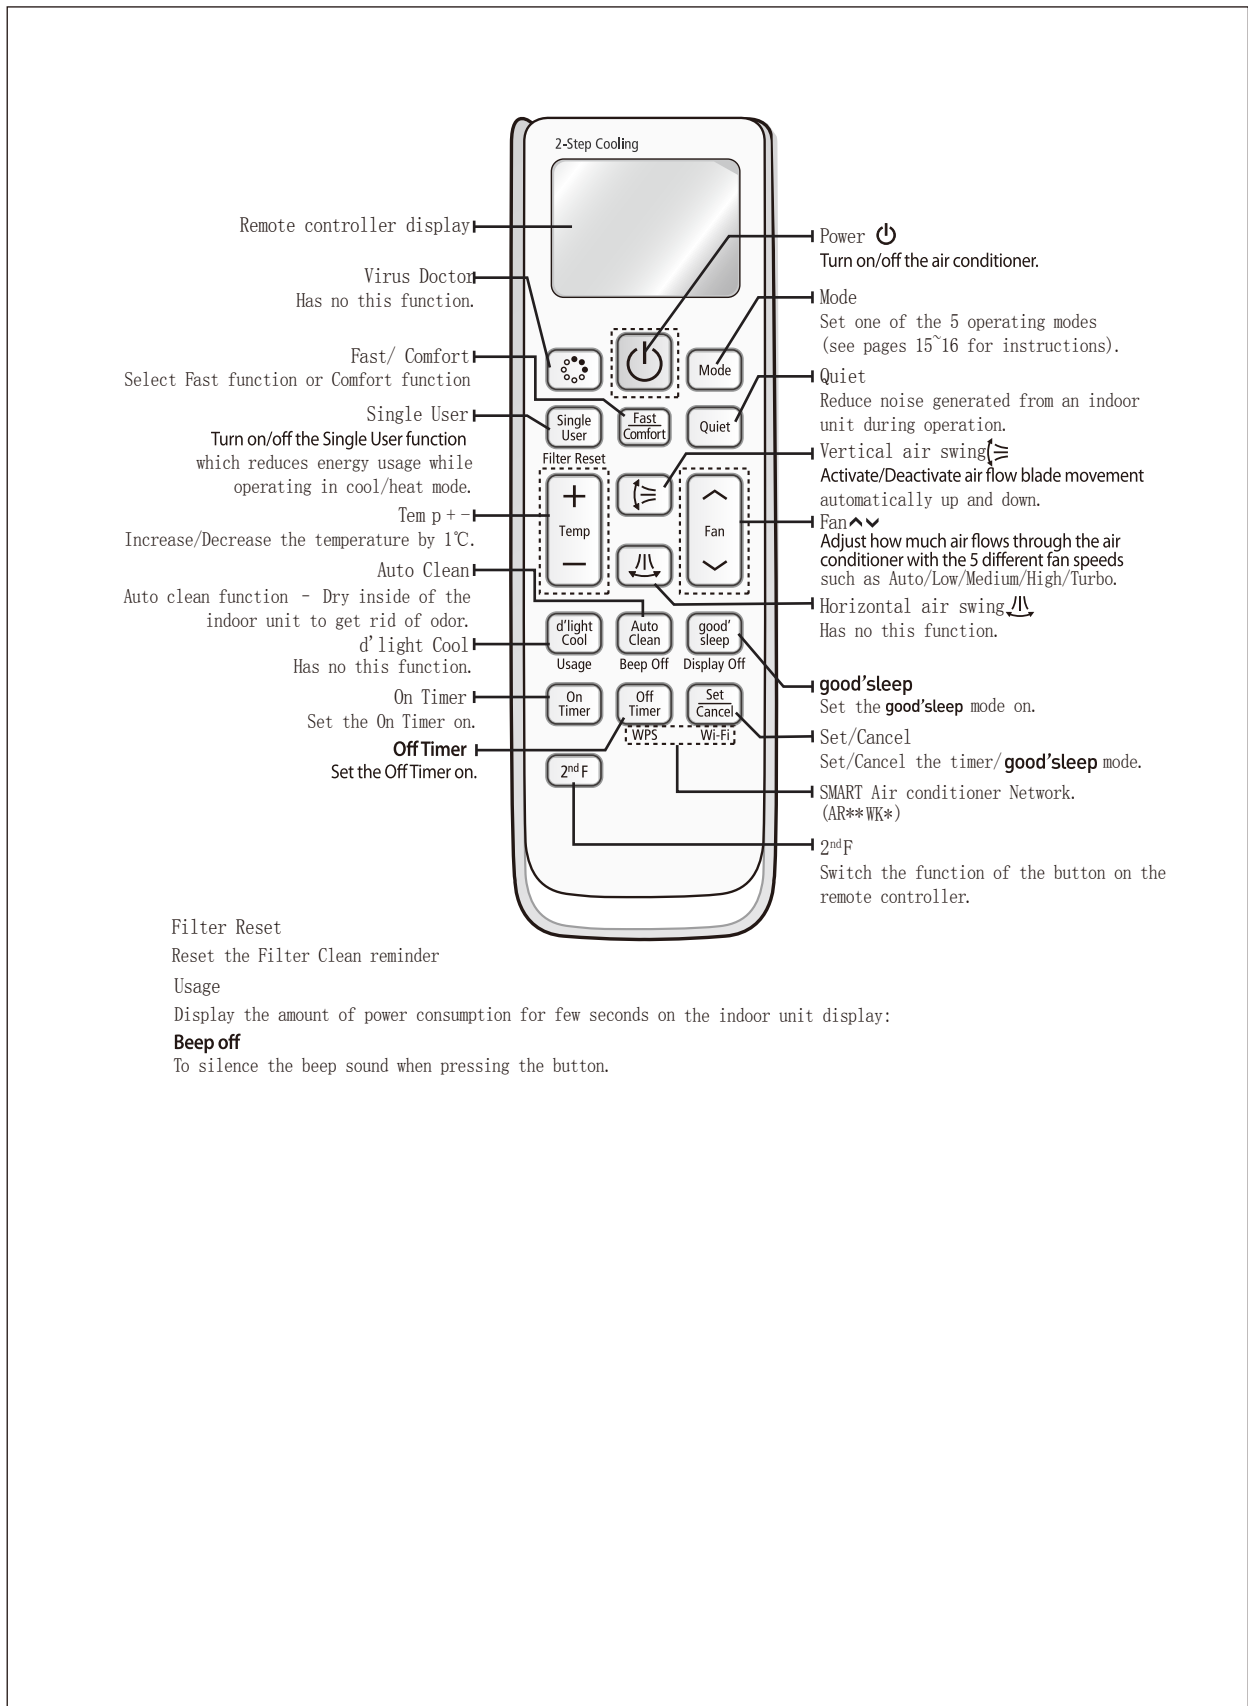 2-Step Cooling
Remote controller display
Virus Doctor
Has no this function.
Fast/ Comfort
Select Fast function or Comfort function
Single User
Turn on/off the Single User function
which reduces energy usage while
operating in cool/heat mode.
Tem p + -
Increase/Decrease the temperature by 1℃.
Auto Clean
Auto clean function - Dry inside of the
indoor unit to get rid of odor.
d'light Cool
Has no this function.
On Timer
Set the On Timer on.
Off Timer
Set the Off Timer on.
Mode
Single
User
Fast
Comfort
Quiet
Filter Reset
+
Temp
−
Fan
d'light
Cool
Auto
Clean
good'
sleep
Usage
Beep Off
Display Off
On
Timer
Off
Timer
Set
Cancel
WPS
Wi-Fi
2nd F
Power
Turn on/off the air conditioner.
Mode
Set one of the 5 operating modes
(see pages 15~16 for instructions).
Quiet
Reduce noise generated from an indoor
unit during operation.
Vertical air swing
Activate/Deactivate air flow blade movement
automatically up and down.
Fan
Adjust how much air flows through the air
conditioner with the 5 different fan speeds
such as Auto/Low/Medium/High/Turbo.
Horizontal air swing
Has no this function.
good'sleep
Set the good'sleep mode on.
Set/Cancel
Set/Cancel the timer/good'sleep mode.
SMART Air conditioner Network.
(AR**WK*)
2ndF
Switch the function of the button on the
remote controller.
Filter Reset
Reset the Filter Clean reminder
Usage
Display the amount of power consumption for few seconds on the indoor unit display:
Beep off
To silence the beep sound when pressing the button.